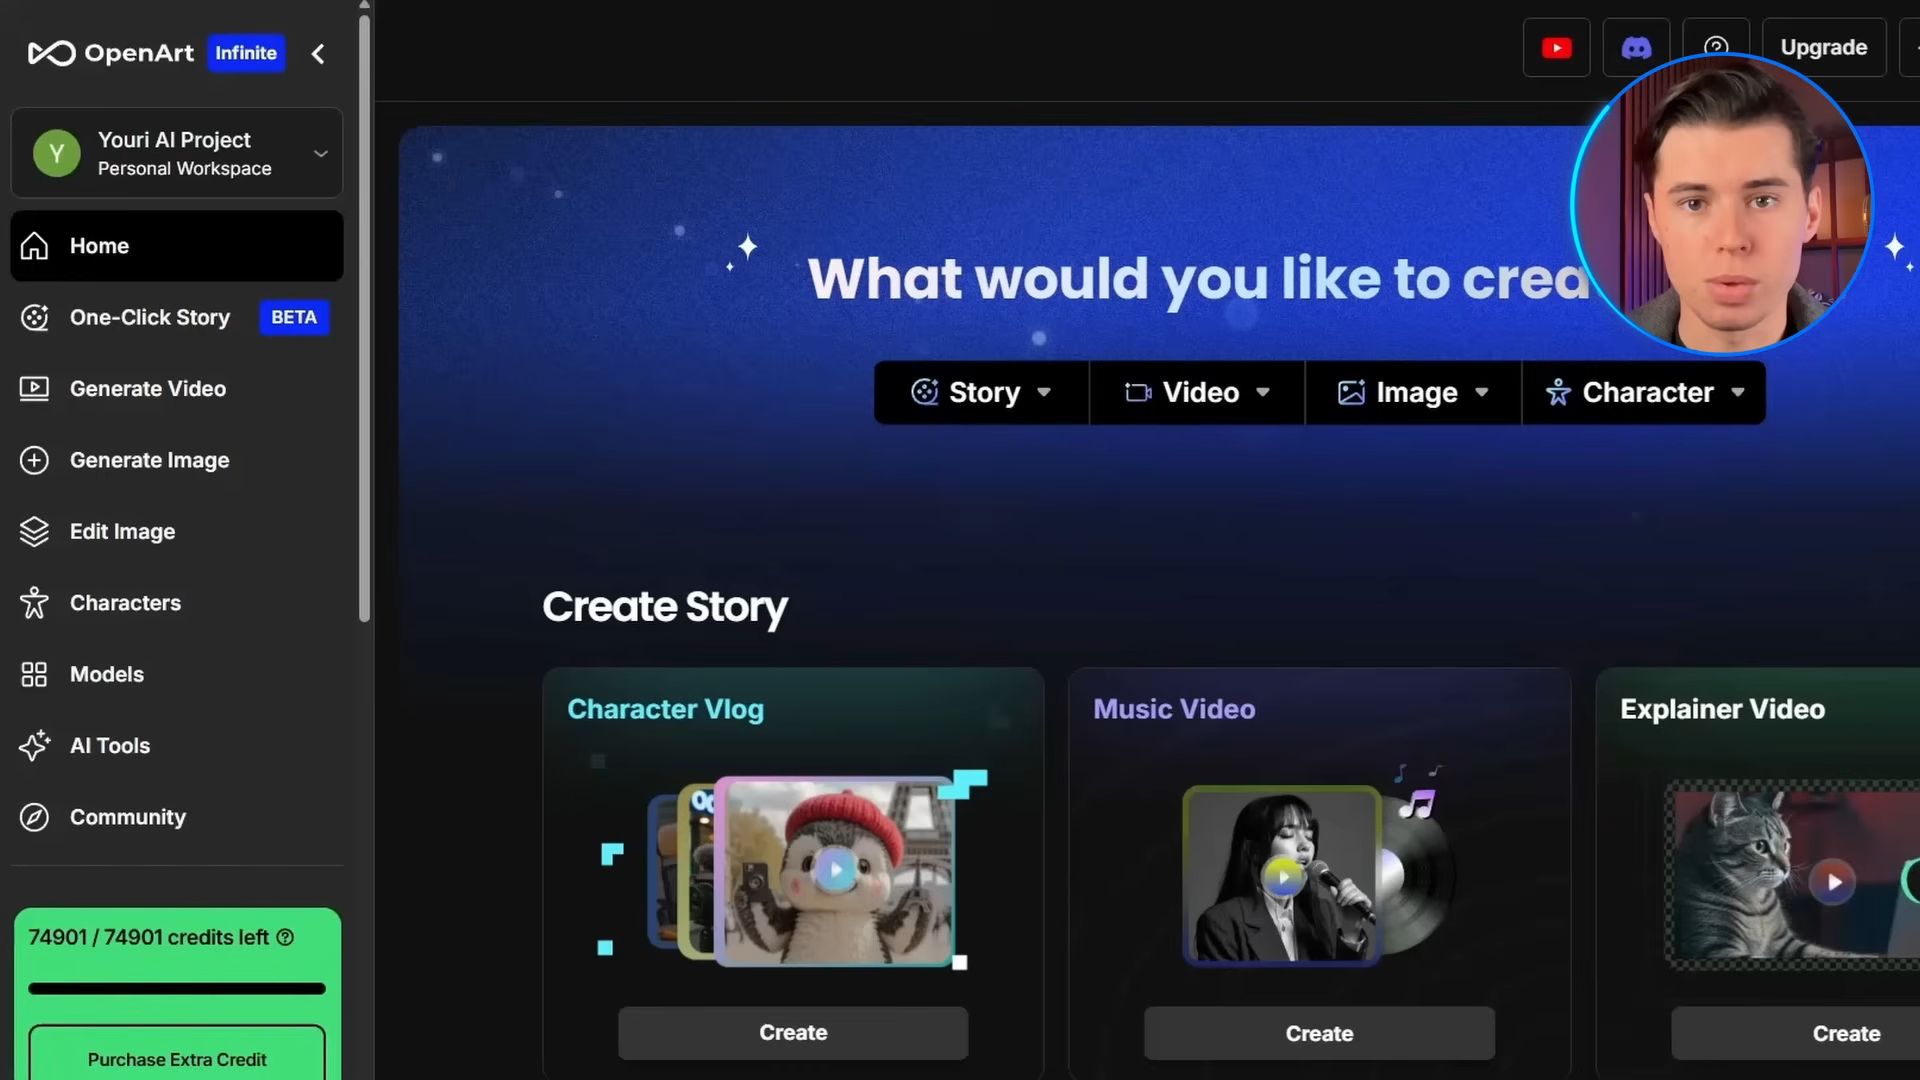 OpenArt Infinite
Upgrade
Y
Youri AI Project
Personal Workspace
Home
One-Click Story BETA
Generate Video
Generate Image
Edit Image
Characters
Models
AI Tools
Community
74901 / 74901 credits left
Purchase Extra Credit
What would you like to crea
Story
Video
Image
Character
Create Story
Character Vlog
Music Video
Explainer Video
Create
Create
Create